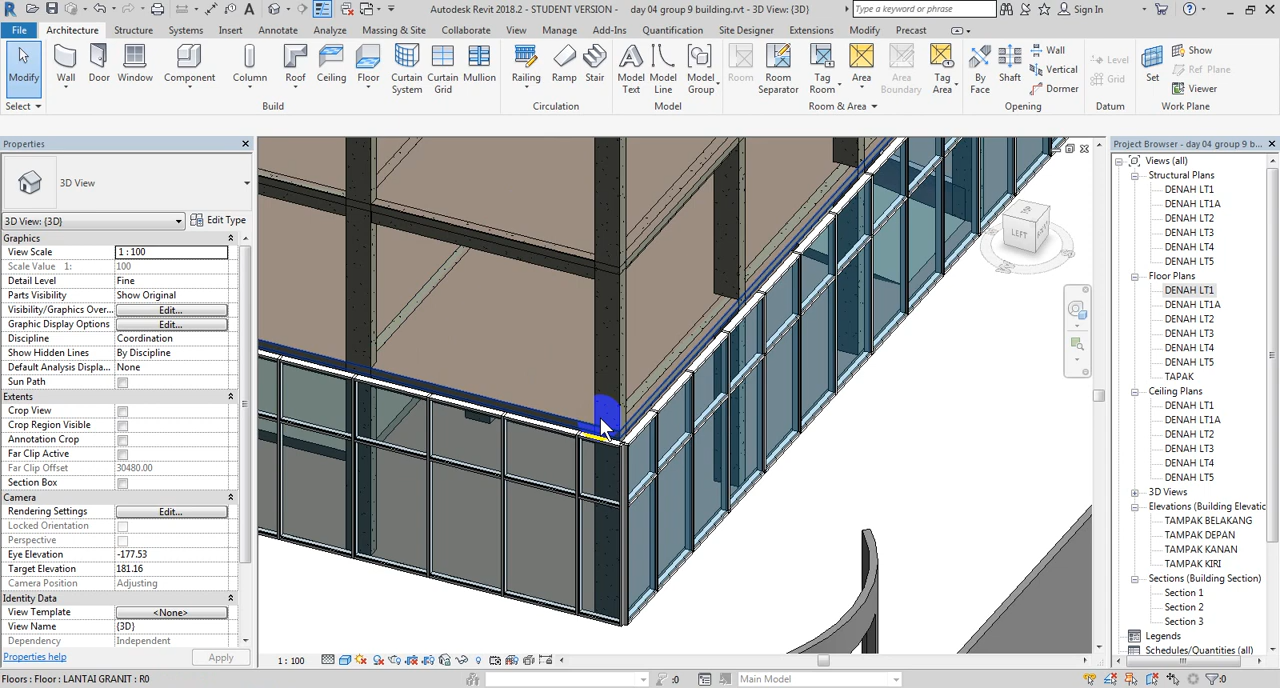 Autodesk Revit 2018.2 - STUDENT VERSION - day 04 group 9 building.rvt - 3D View: {3D}
Type a keyword or phrase
Sign In
File Architecture Structure Systems Insert Annotate Analyze Massing & Site Collaborate View Manage Add-Ins Quantification Site Designer Extensions Modify Precast
Modify Wall Door Window Component Column Roof Floor Curtain System Curtain Grid Mullion Railing Ramp Stair Model Text Model Line Model Group Room Room Separator Tag Room Area Area Boundary Tag Area By Face Shaft Wall Vertical Dormer Level Grid Set Show Ref Plane Viewer
Select Build Circulation Model Room & Area Opening Datum Work Plane
Properties
3D View
3D View: {3D} Edit Type
Graphics
View Scale 1 : 100
Scale Value 1: 100
Detail Level Fine
Parts Visibility Show Original
Visibility/Graphics Over... Edit...
Graphic Display Options Edit...
Discipline Coordination
Show Hidden Lines By Discipline
Default Analysis Displa... None
Sun Path
Extents
Crop View
Crop Region Visible
Annotation Crop
Far Clip Active
Far Clip Offset 30480.00
Section Box
Camera
Rendering Settings Edit...
Locked Orientation
Perspective
Eye Elevation -177.53
Target Elevation 181.16
Camera Position Adjusting
Identity Data
View Template <None>
View Name {3D}
Dependency Independent
Properties help Apply
LEFT
Project Browser - day 04 group 9 b...
Views (all)
Structural Plans
DENAH LT1
DENAH LT1A
DENAH LT2
DENAH LT3
DENAH LT4
DENAH LT5
Floor Plans
DENAH LT1
DENAH LT1A
DENAH LT2
DENAH LT3
DENAH LT4
DENAH LT5
TAPAK
Ceiling Plans
DENAH LT1
DENAH LT1A
DENAH LT2
DENAH LT3
DENAH LT4
DENAH LT5
3D Views
Elevations (Building Elevatio
TAMPAK BELAKANG
TAMPAK DEPAN
TAMPAK KANAN
TAMPAK KIRI
Sections (Building Section)
Section 1
Section 2
Section 3
Legends
Schedules/Quantities (all)
1 : 100
Floors : Floor : LANTAI GRANIT : R0
:0
Main Model
:0